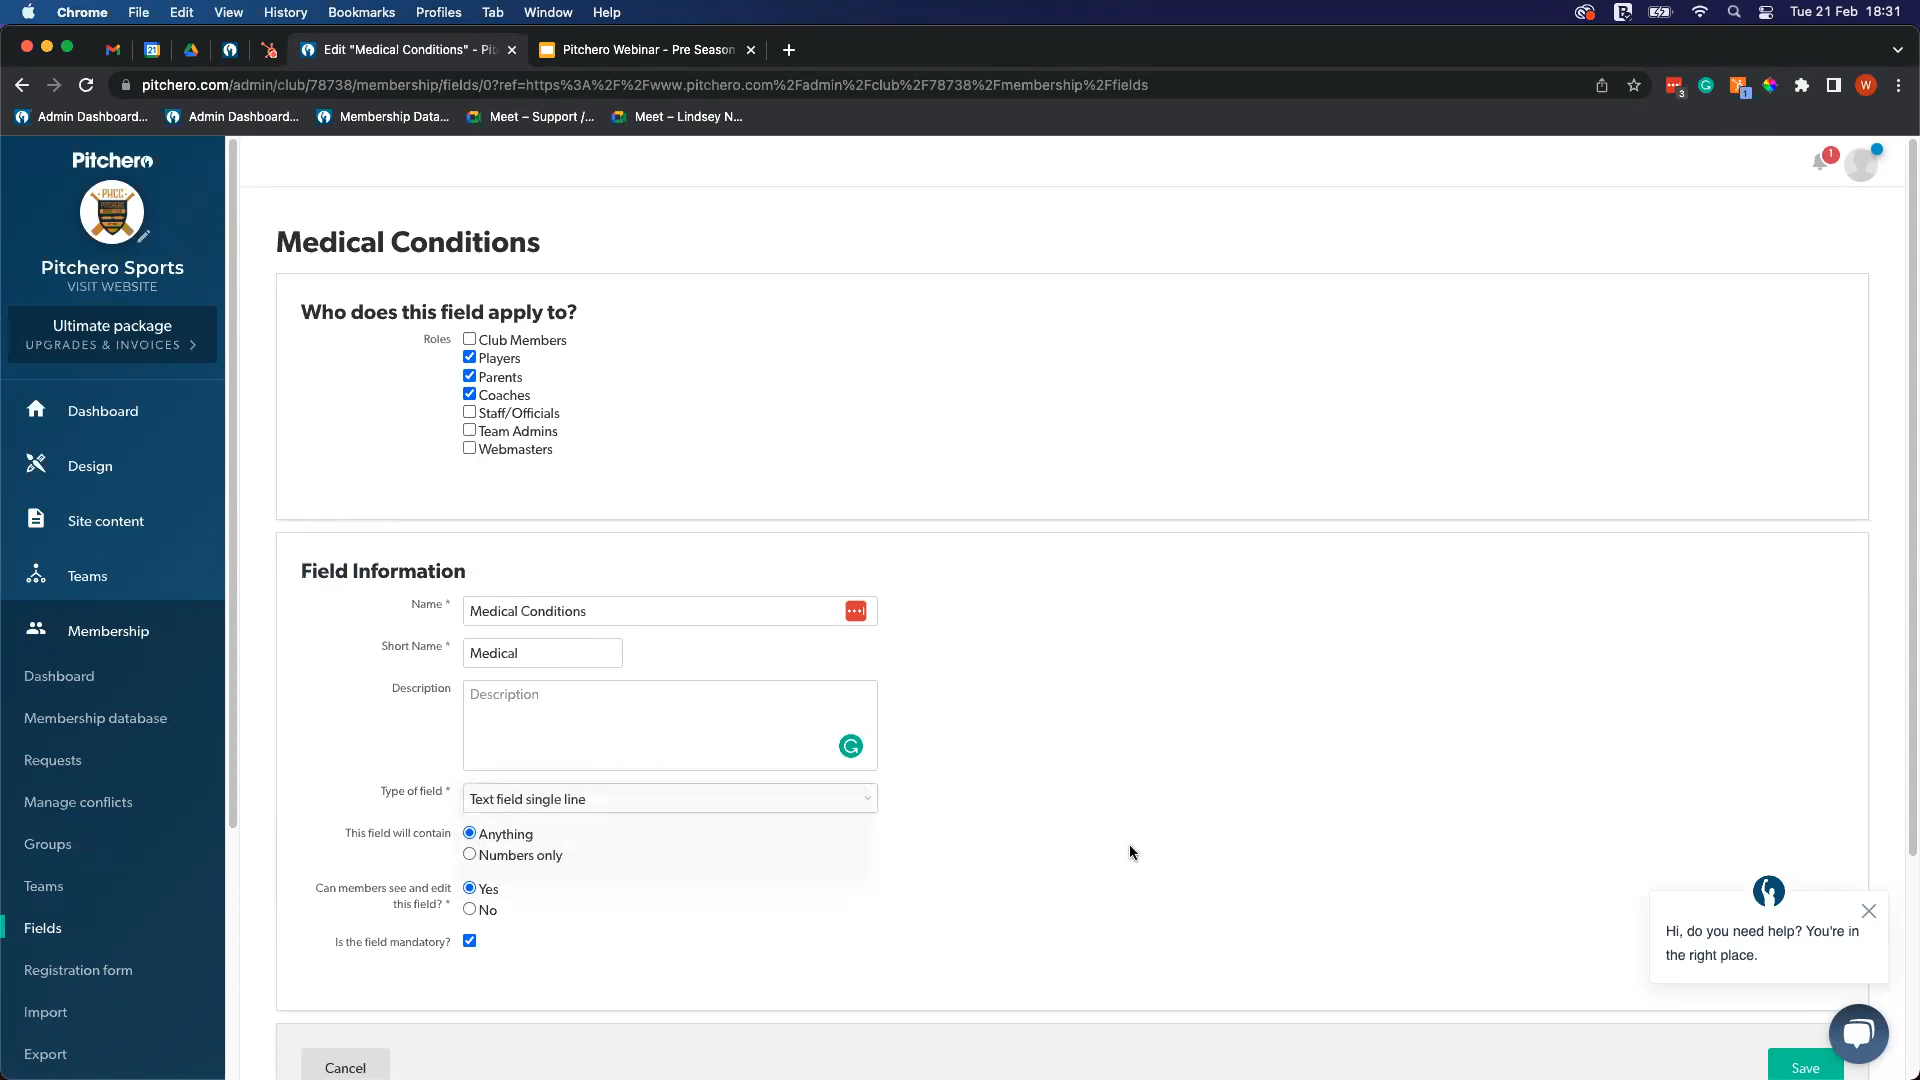 Chrome File Edit View History Bookmarks Profiles Tab Window Help Tue 21 Feb 18:31
Edit "Medical Conditions" - Pit Pitchero Webinar - Pre Season
pitchero.com/admin/club/78738/membership/fields/0?ref=https%3A%2F%2Fwww.pitchero.com%2Fadmin%2Fclub%2F78738%2Fmembership%2Ffields
3 1 W
Admin Dashboard... Admin Dashboard... Membership Data... Meet – Support /... Meet – Lindsey N...
Pitchero
1
PHCC
Pitchero Sports
VISIT WEBSITE
Ultimate package
UPGRADES & INVOICES >
Dashboard
Design
Site content
Teams
Membership
Dashboard
Membership database
Requests
Manage conflicts
Groups
Teams
Fields
Registration form
Import
Export
Medical Conditions
Who does this field apply to?
Roles Club Members
Players
Parents
Coaches
Staff/Officials
Team Admins
Webmasters
Field Information
Name * Medical Conditions
Short Name * Medical
Description Description
Type of field * Text field single line
This field will contain Anything
Numbers only
Can members see and edit this field? * Yes
No
Is the field mandatory?
Cancel Save
Hi, do you need help? You're in
the right place.